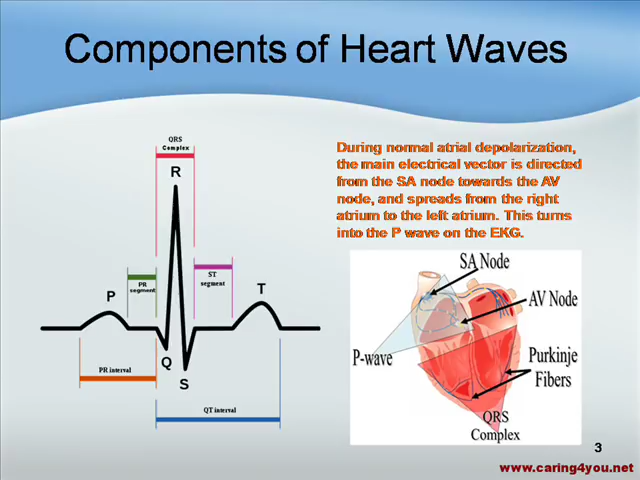 Components of Heart Waves
QRS
Complex
R
During normal atrial depolarization,
the main electrical vector is directed
from the SA node towards the AV
node, and spreads from the right
atrium to the left atrium. This turns
into the P wave on the EKG.
PR
segment
ST
segment
P
T
Q
S
PR interval
QT interval
SA Node
AV Node
P-wave
Purkinje
Fibers
QRS
Complex
3
www.caring4you.net